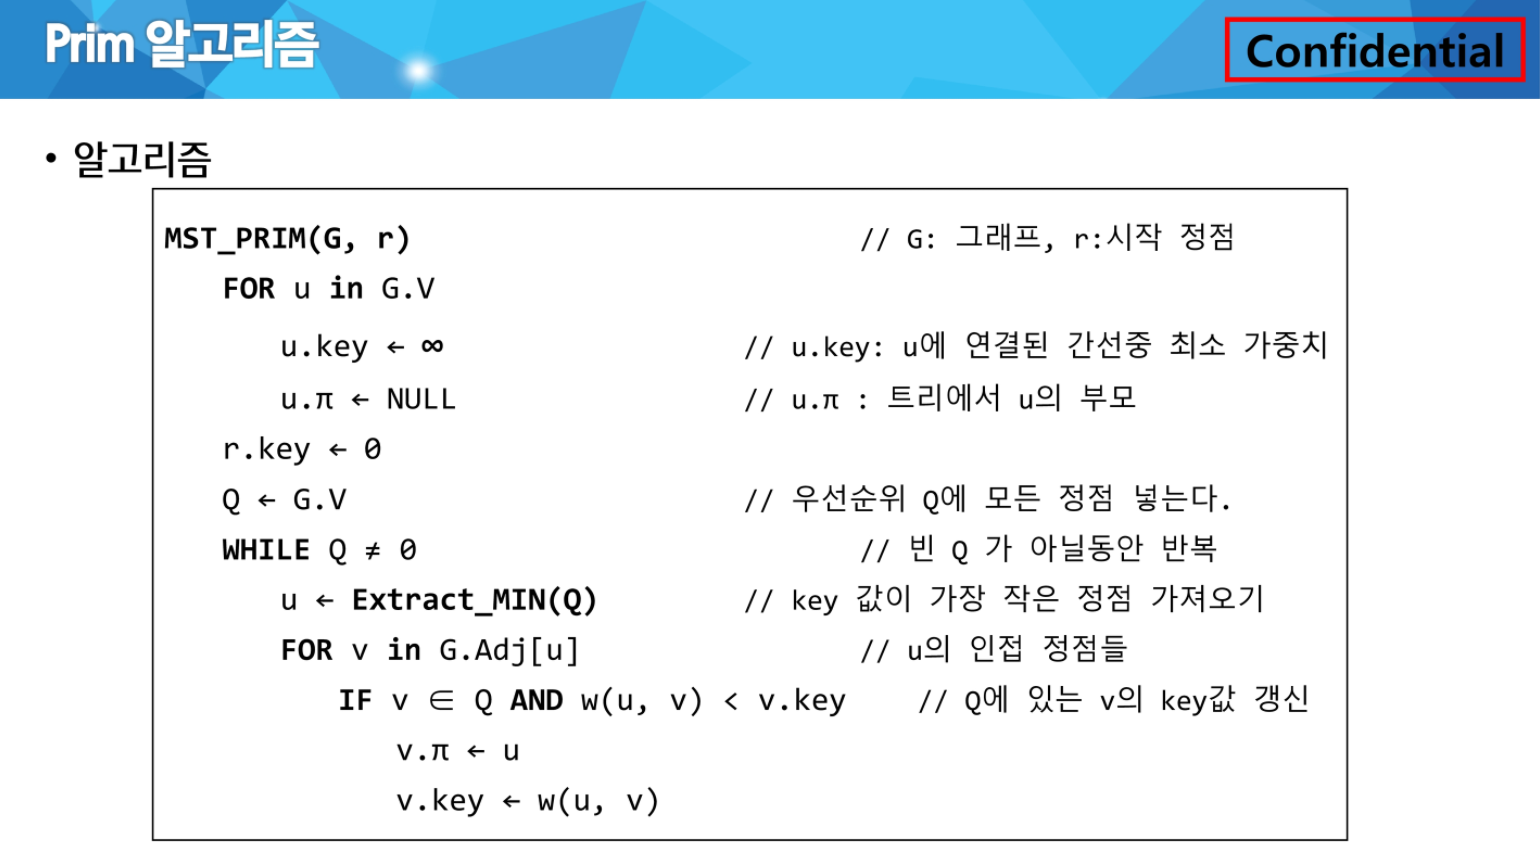 Prim 알고리즘
Confidential
• 알고리즘
MST_PRIM(G, r) // G: 그래프, r:시작 정점
FOR u in G.V
u.key ← ∞ // u.key: u에 연결된 간선중 최소 가중치
u.π ← NULL // u.π : 트리에서 u의 부모
r.key ← 0
Q ← G.V // 우선순위 Q에 모든 정점 넣는다.
WHILE Q ≠ 0 // 빈 Q 가 아닐동안 반복
u ← Extract_MIN(Q) // key 값이 가장 작은 정점 가져오기
FOR v in G.Adj[u] // u의 인접 정점들
IF v ∈ Q AND w(u, v) < v.key // Q에 있는 v의 key값 갱신
v.π ← u
v.key ← w(u, v)